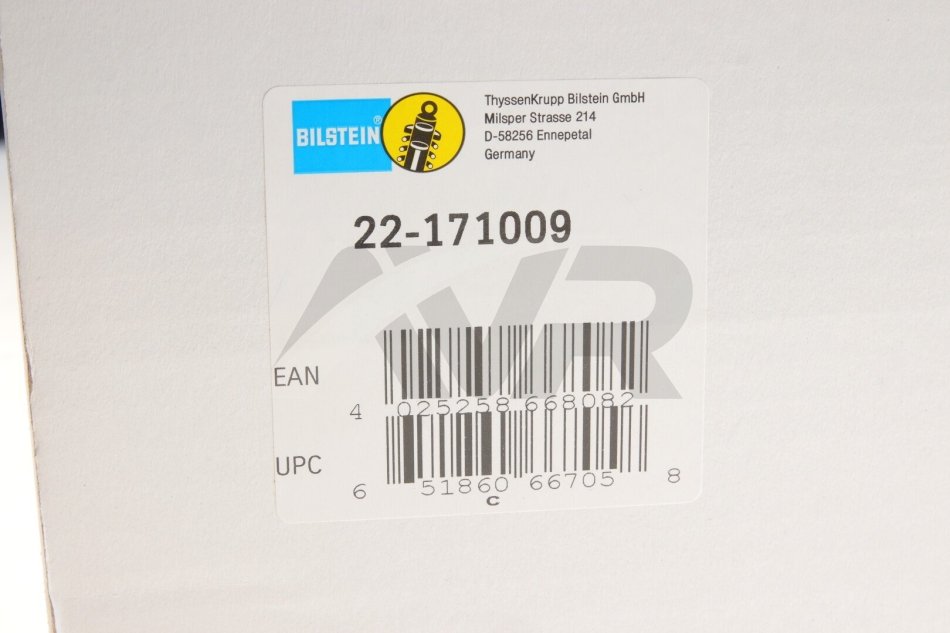 BILSTEIN®
ThyssenKrupp Bilstein GmbH
Milsper Strasse 214
D-58256 Ennepetal
Germany
22-171009
IVR
EAN
4 025258 668082
UPC
6 51860 66705 8
C